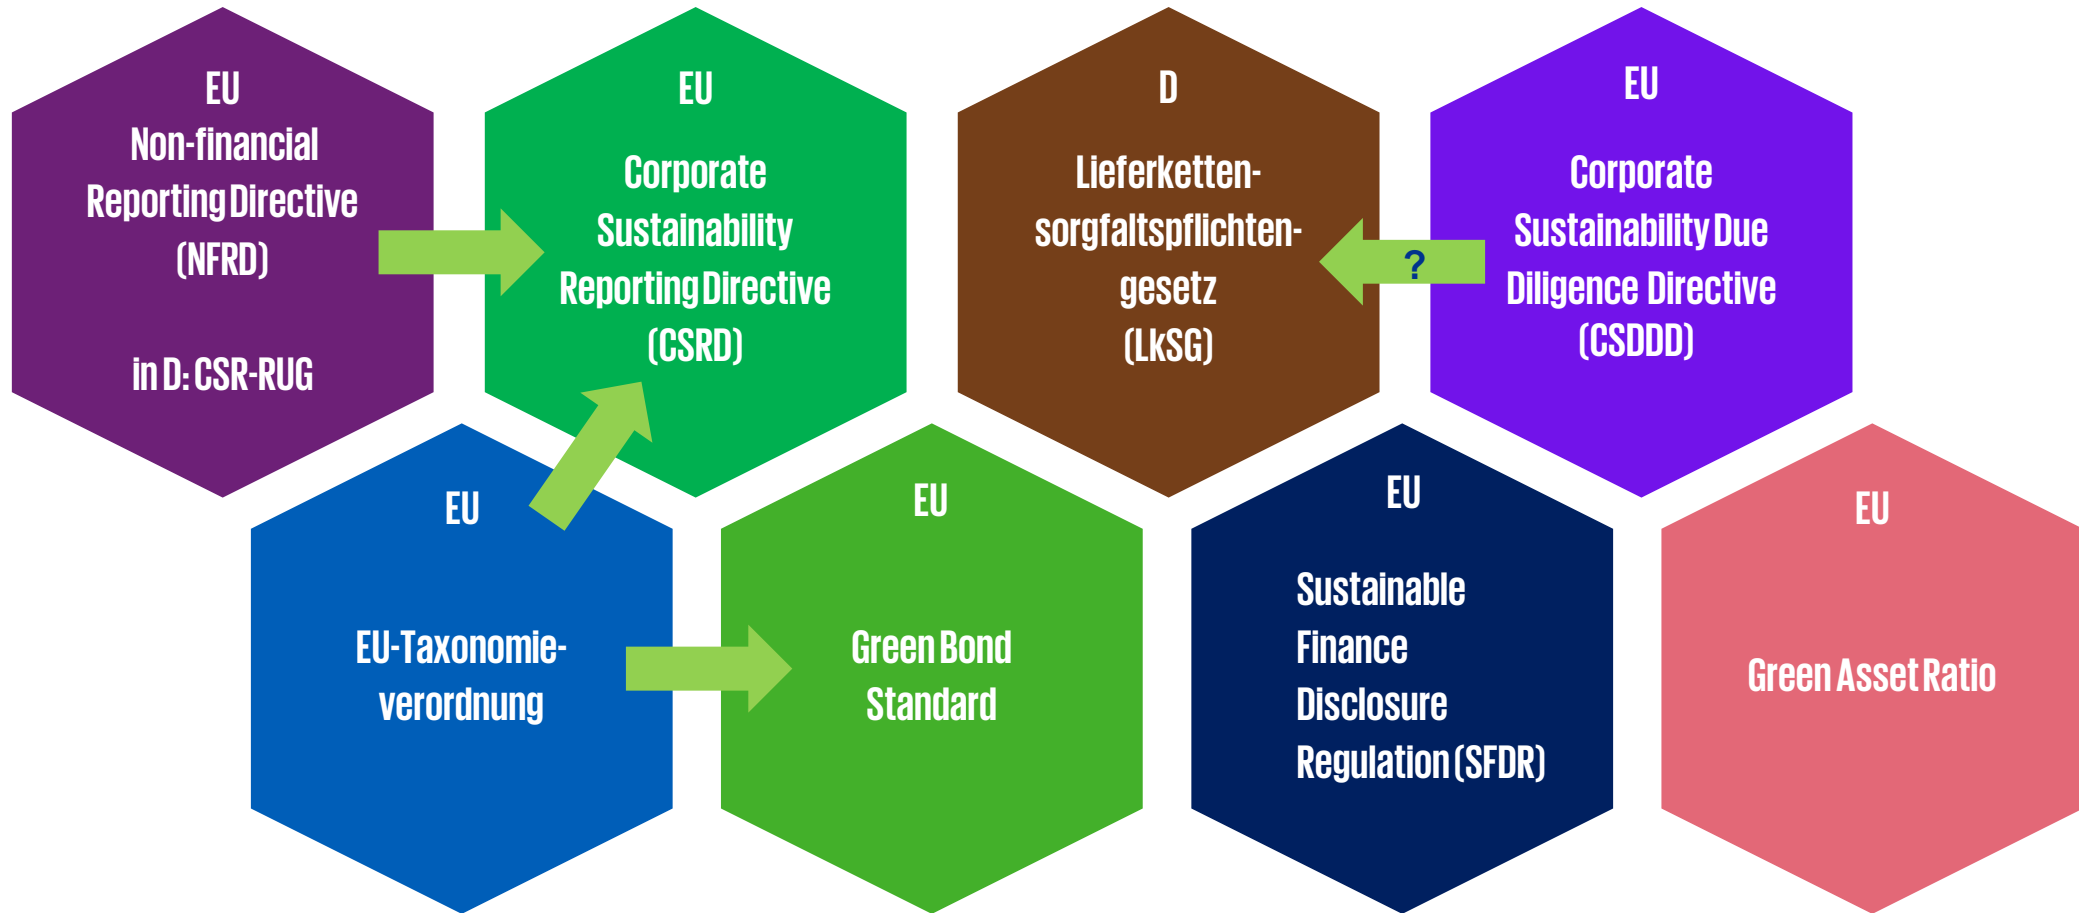 EU
Non-financial
Reporting Directive
(NFRD)
in D: CSR-RUG
EU
Corporate
Sustainability
Reporting Directive
(CSRD)
D
Lieferketten-
sorgfaltspflichten-
gesetz
(LkSG)
?
EU
Corporate
Sustainability Due
Diligence Directive
(CSDDD)
EU
EU-Taxonomie-
verordnung
EU
Green Bond
Standard
EU
Sustainable
Finance
Disclosure
Regulation (SFDR)
EU
Green Asset Ratio